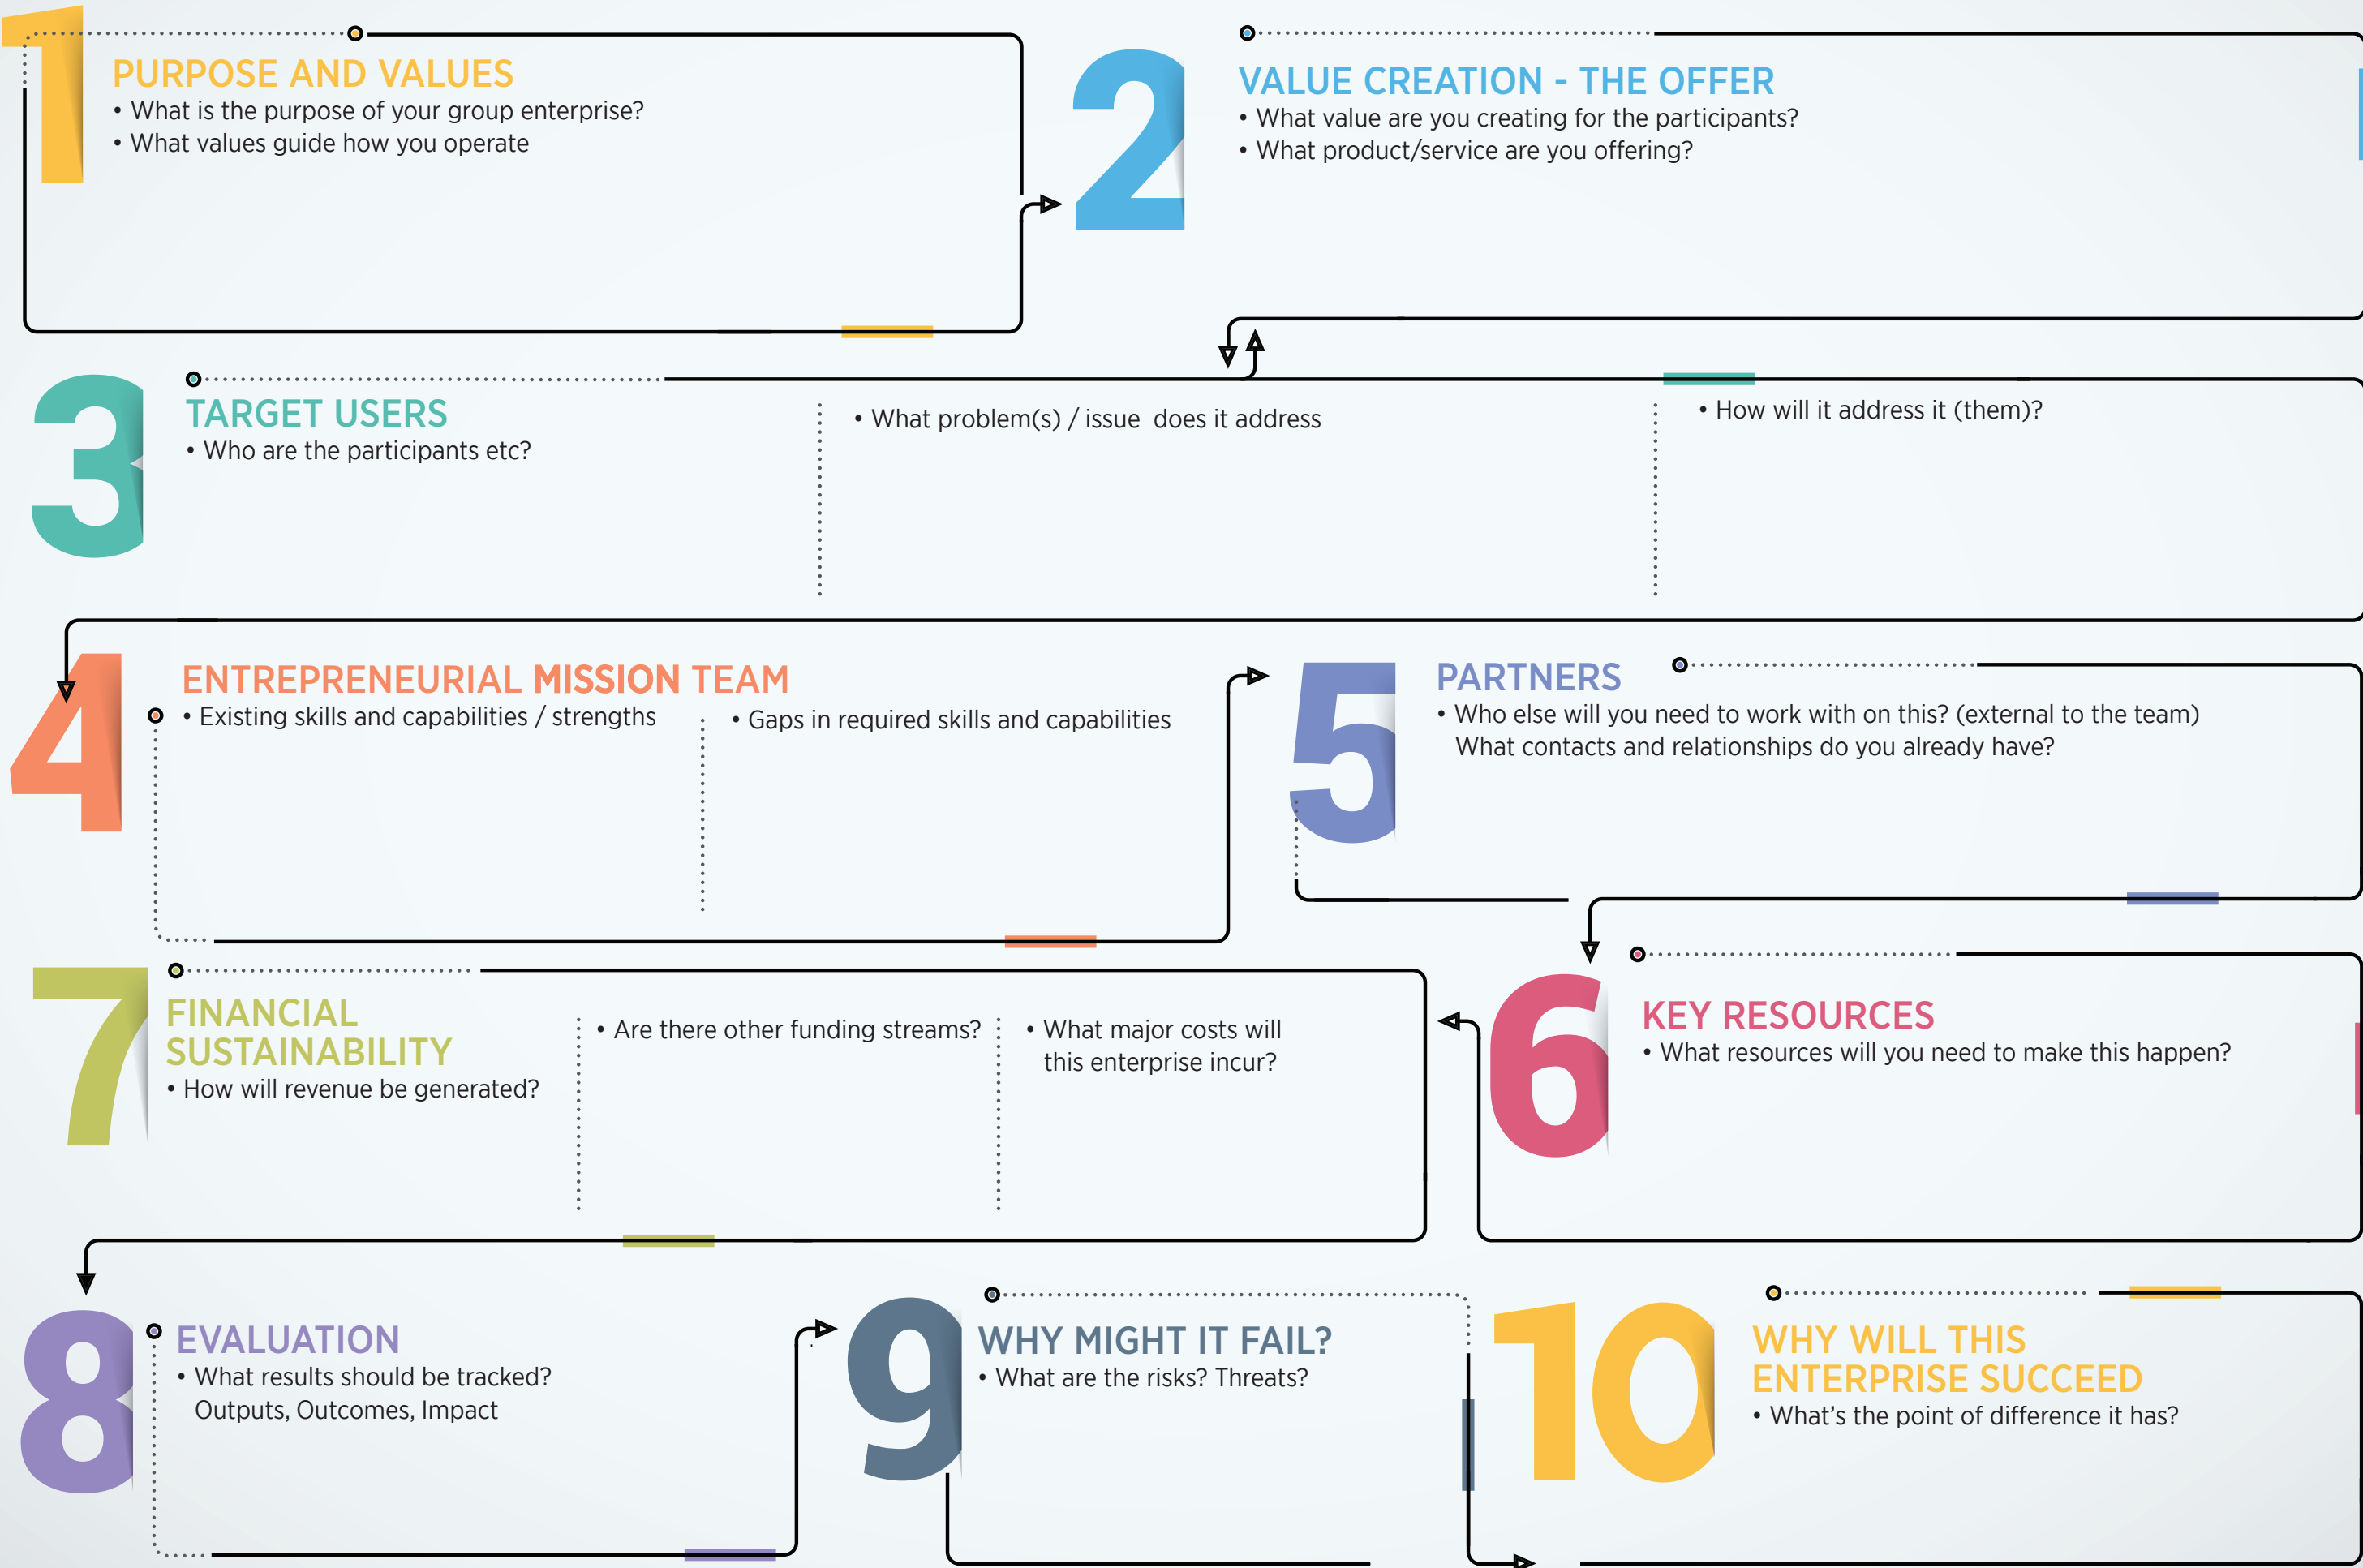 1
PURPOSE AND VALUES
• What is the purpose of your group enterprise?
• What values guide how you operate
2
VALUE CREATION - THE OFFER
• What value are you creating for the participants?
• What product/service are you offering?
3
TARGET USERS
• Who are the participants etc?
• What problem(s) / issue does it address
• How will it address it (them)?
4
ENTREPRENEURIAL MISSION TEAM
• Existing skills and capabilities / strengths
• Gaps in required skills and capabilities
5
PARTNERS
• Who else will you need to work with on this? (external to the team)
What contacts and relationships do you already have?
6
KEY RESOURCES
• What resources will you need to make this happen?
7
FINANCIAL
SUSTAINABILITY
• How will revenue be generated?
• Are there other funding streams?
• What major costs will
this enterprise incur?
8
EVALUATION
• What results should be tracked?
Outputs, Outcomes, Impact
9
WHY MIGHT IT FAIL?
• What are the risks? Threats?
10
WHY WILL THIS
ENTERPRISE SUCCEED
• What's the point of difference it has?